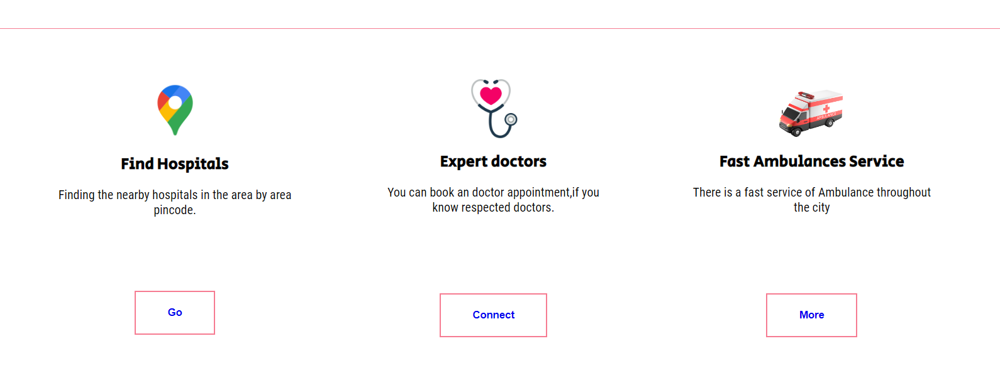 Find Hospitals
Finding the nearby hospitals in the area by area
pincode.
Go
Expert doctors
You can book an doctor appointment,if you
know respected doctors.
Connect
AMBULANCE
Fast Ambulances Service
There is a fast service of Ambulance throughout
the city
More